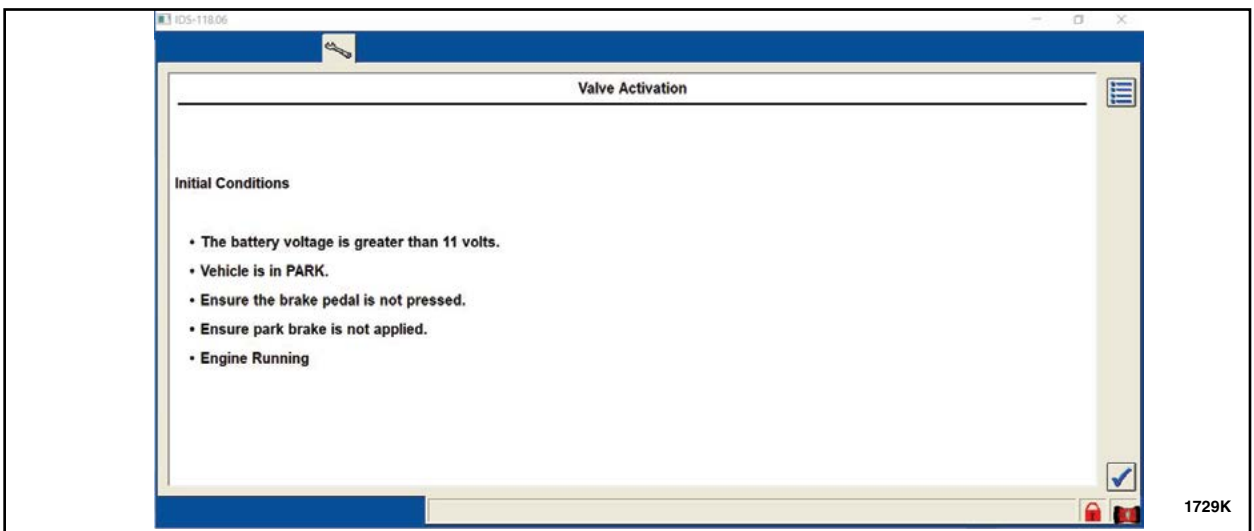 IDS-118.06
Valve Activation
Initial Conditions
• The battery voltage is greater than 11 volts.
• Vehicle is in PARK.
• Ensure the brake pedal is not pressed.
• Ensure park brake is not applied.
• Engine Running
1729K